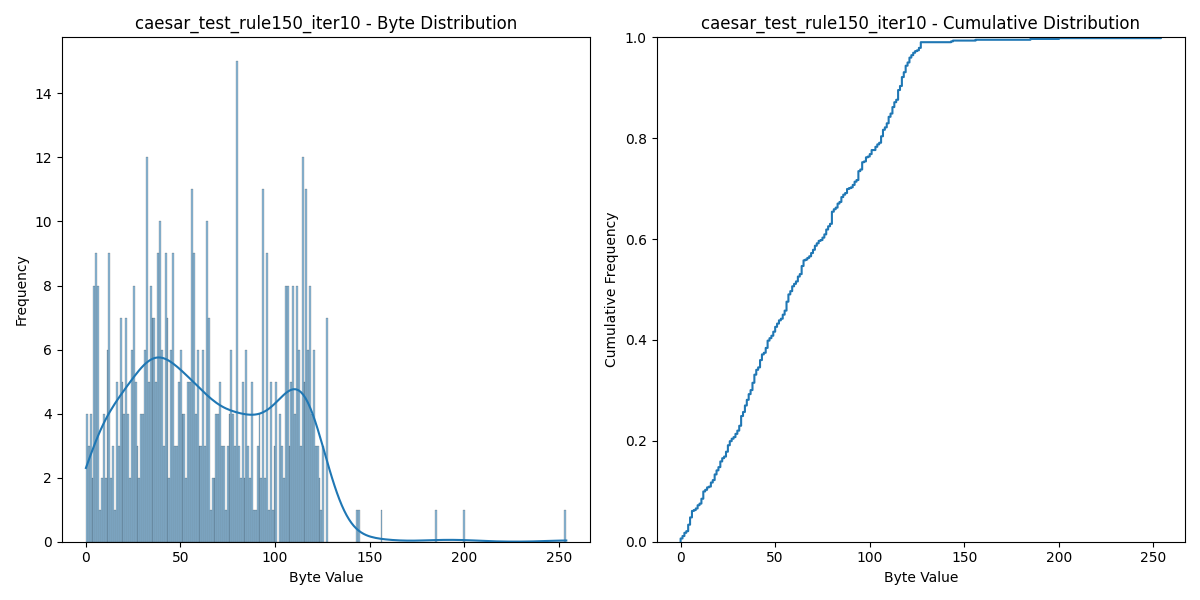 caesar_test_rule150_iter10 - Byte Distribution
Frequency
14
12
10
8
6
4
2
0
0 50 100 150 200 250
Byte Value
caesar_test_rule150_iter10 - Cumulative Distribution
Cumulative Frequency
1.0
0.8
0.6
0.4
0.2
0.0
0 50 100 150 200 250
Byte Value